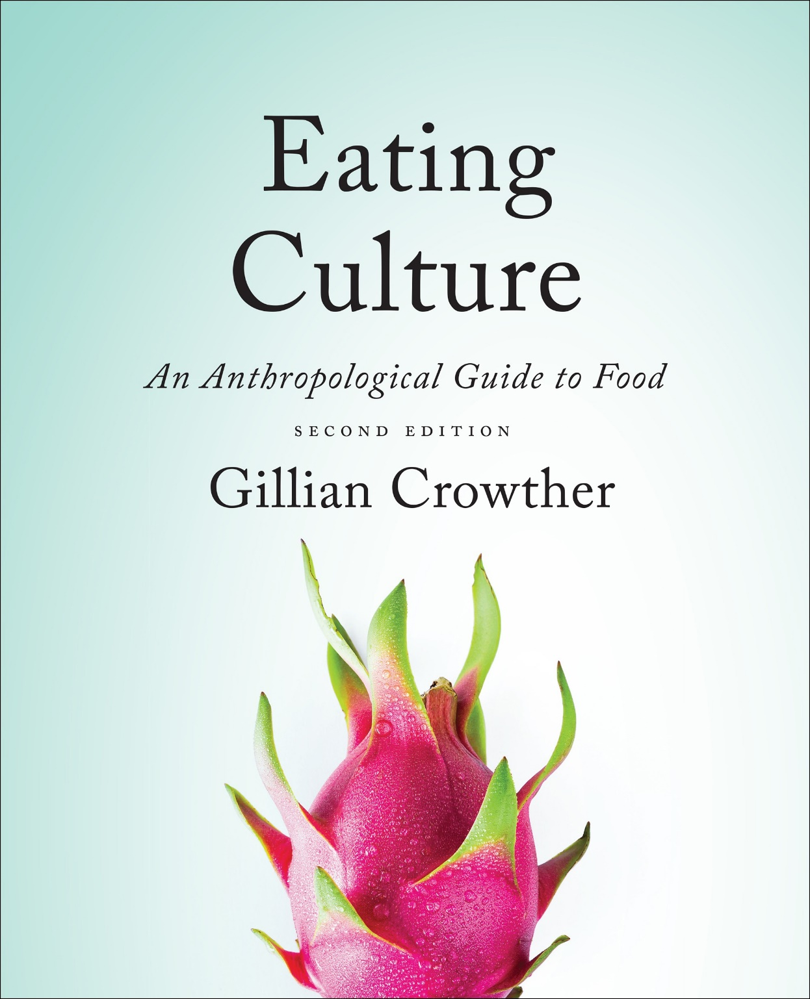 Eating
Culture
An Anthropological Guide to Food
SECOND EDITION
Gillian Crowther